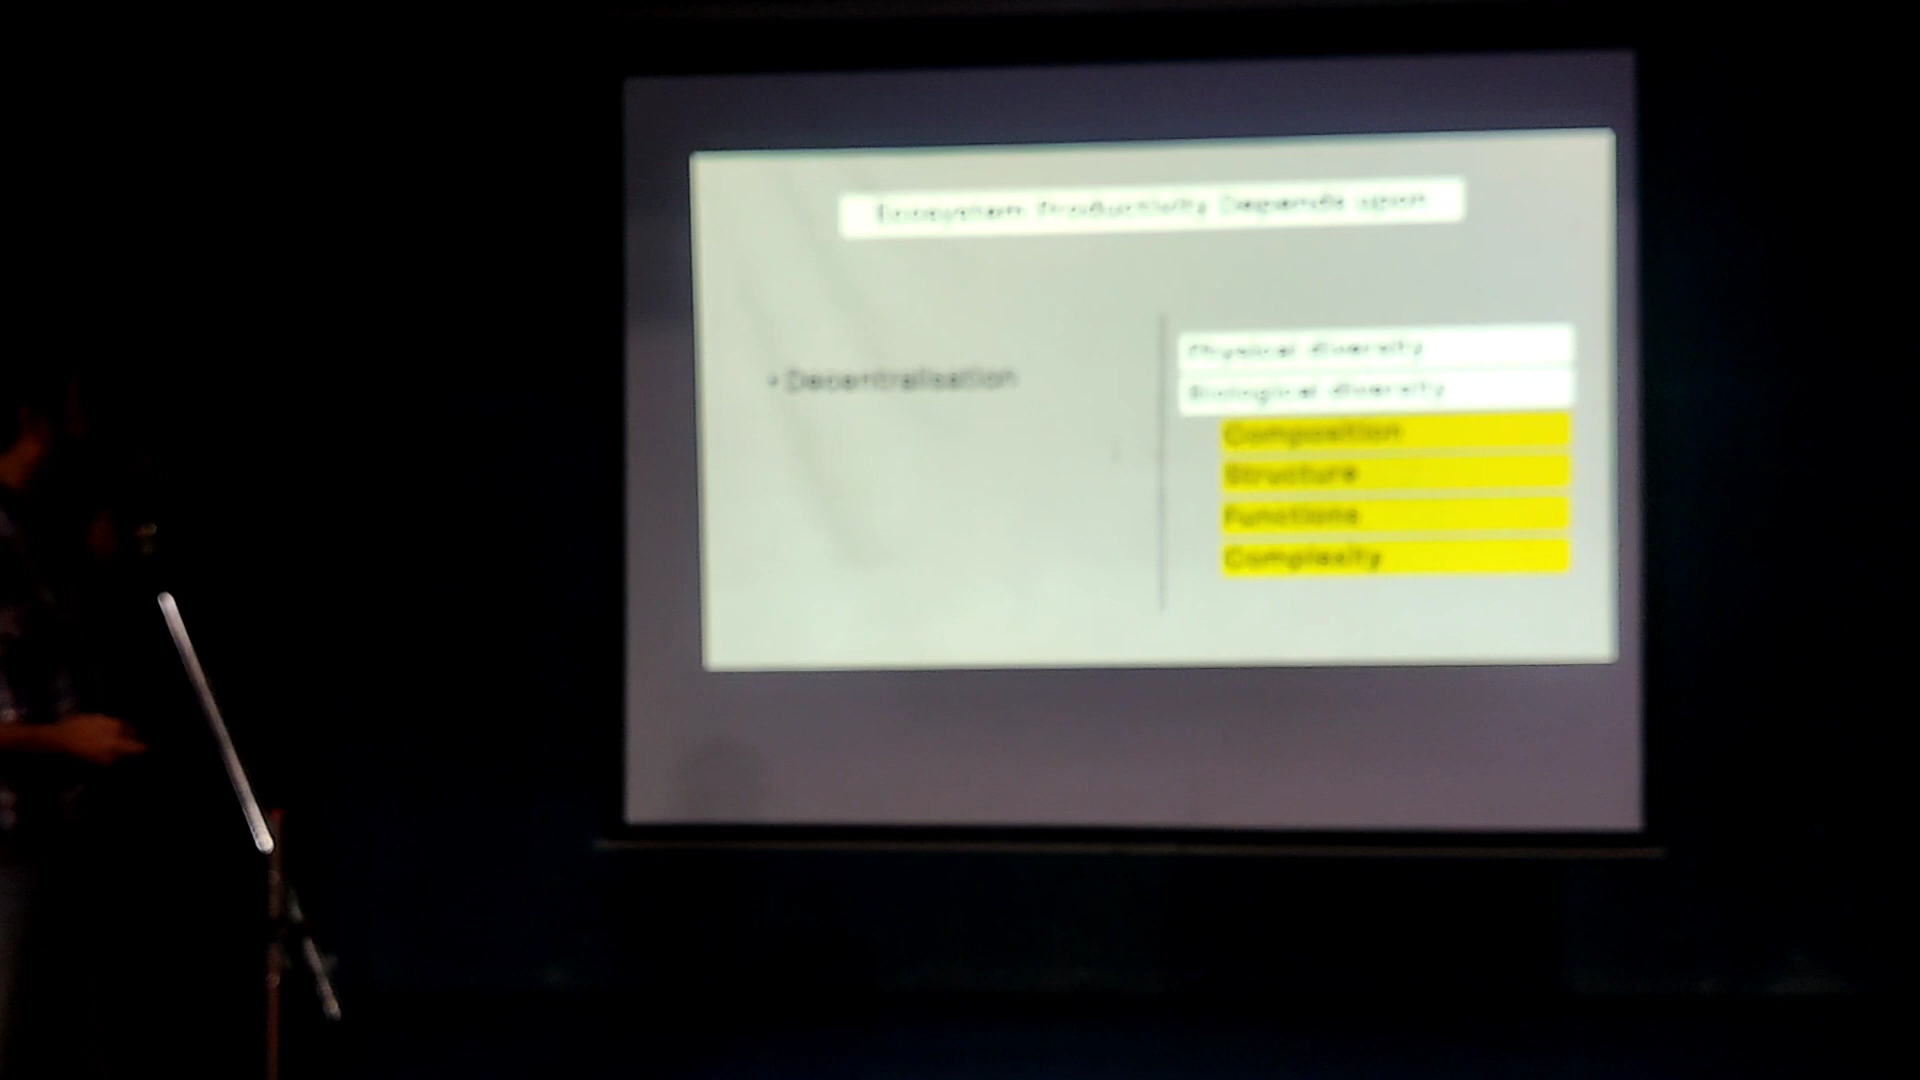 Ecosystem Productivity Depends upon
• Decentralisation
Physical diversity
Biological diversity
Composition
Structure
Functions
Complexity